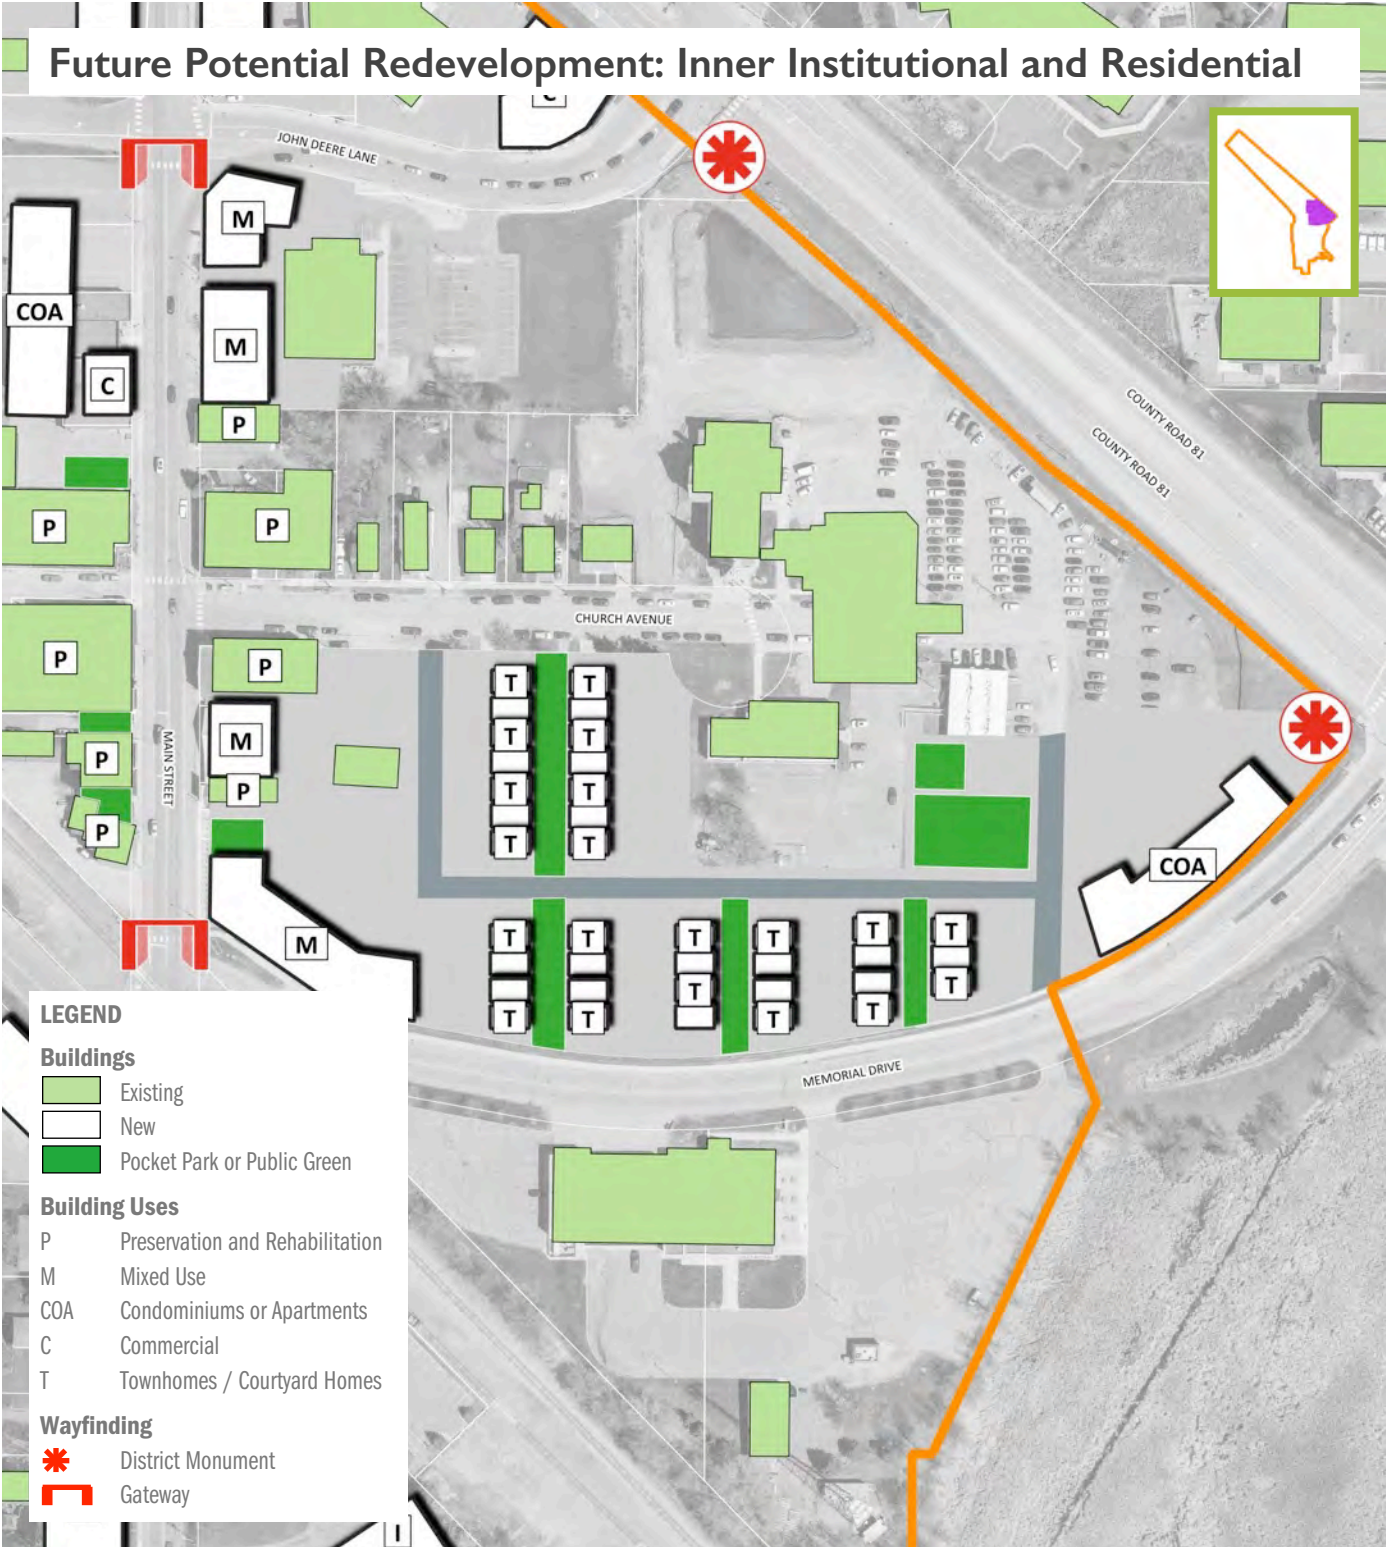 Future Potential Redevelopment: Inner Institutional and Residential
C
JOHN DEERE LANE
M
COA
M
C
P
COUNTY ROAD 81
COUNTY ROAD 81
P
P
CHURCH AVENUE
P
P
T
T
M
T
T
P
MAIN STREET
P
T
T
P
T
T
COA
M
T
T
T
T
T
T
T
T
T
T
T
T
T
MEMORIAL DRIVE
LEGEND
Buildings
Existing
New
Pocket Park or Public Green
Building Uses
P Preservation and Rehabilitation
M Mixed Use
COA Condominiums or Apartments
C Commercial
T Townhomes / Courtyard Homes
Wayfinding
District Monument
Gateway
I